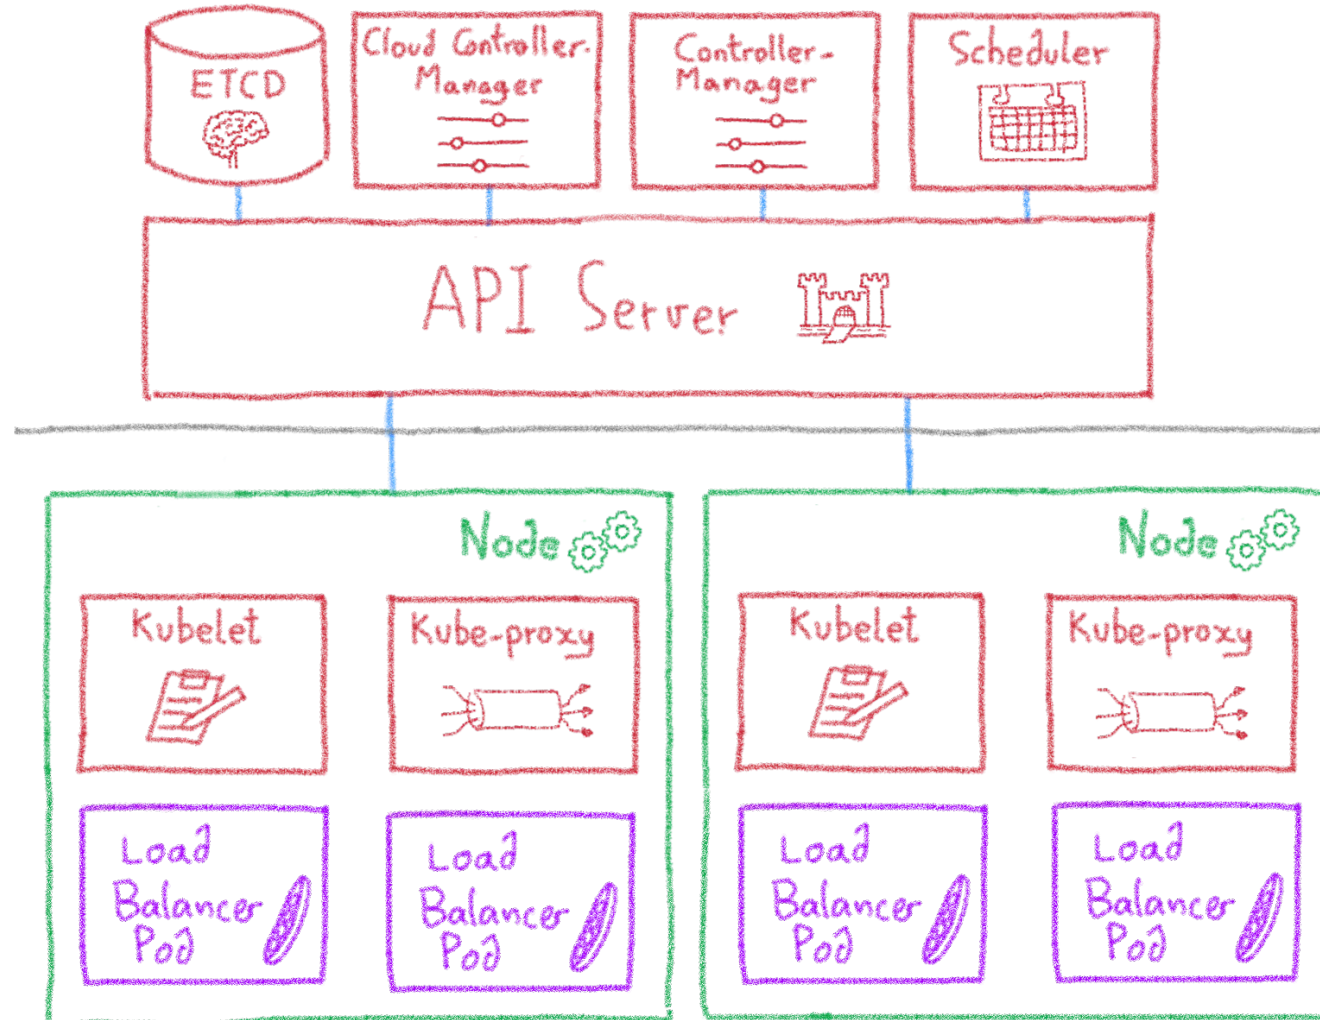 ETCD
Cloud Controller-
Manager
Controller-
Manager
Scheduler
API Server
Node
Kubelet
Kube-proxy
Load
Balancer
Pod
Load
Balancer
Pod
Node
Kubelet
Kube-proxy
Load
Balancer
Pod
Load
Balancer
Pod